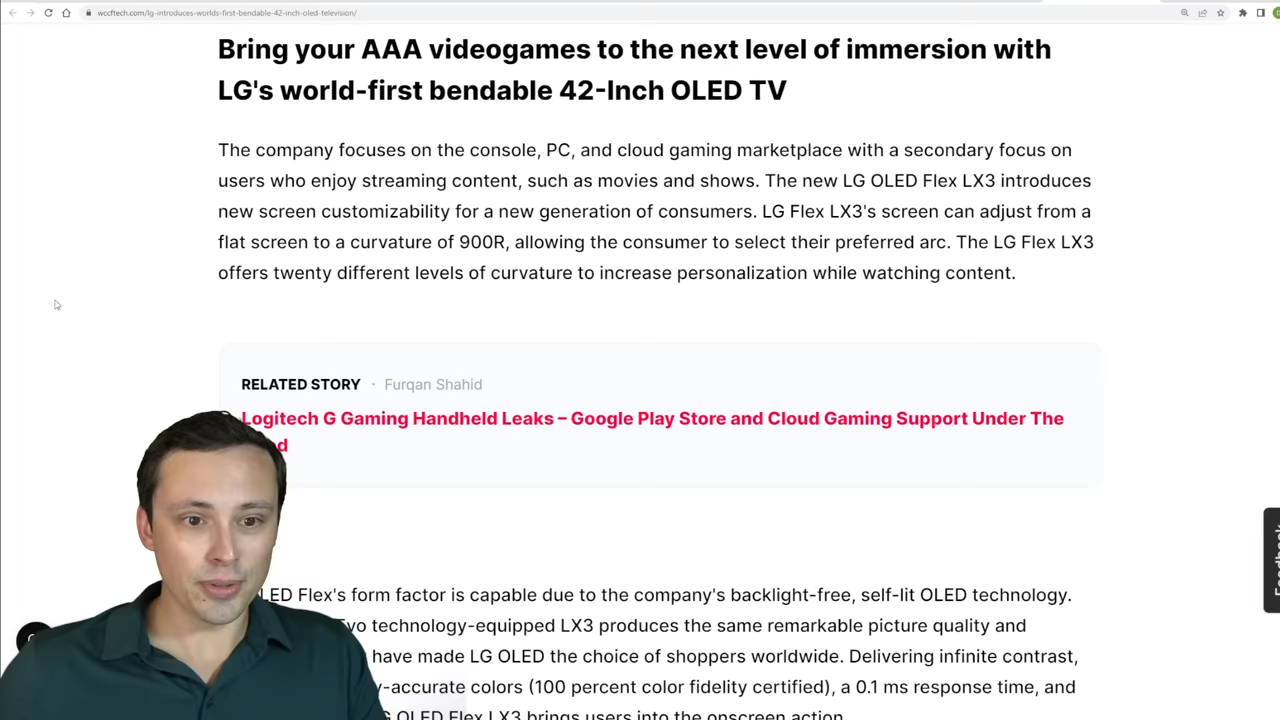 wccftech.com/lg-introduces-worlds-first-bendable-42-inch-oled-television/
Bring your AAA videogames to the next level of immersion with
LG's world-first bendable 42-Inch OLED TV
The company focuses on the console, PC, and cloud gaming marketplace with a secondary focus on
users who enjoy streaming content, such as movies and shows. The new LG OLED Flex LX3 introduces
new screen customizability for a new generation of consumers. LG Flex LX3's screen can adjust from a
flat screen to a curvature of 900R, allowing the consumer to select their preferred arc. The LG Flex LX3
offers twenty different levels of curvature to increase personalization while watching content.
RELATED STORY · Furqan Shahid
Logitech G Gaming Handheld Leaks – Google Play Store and Cloud Gaming Support Under The
Feedback
Flex's form factor is capable due to the company's backlight-free, self-lit OLED technology.
technology-equipped LX3 produces the same remarkable picture quality and
have made LG OLED the choice of shoppers worldwide. Delivering infinite contrast,
-accurate colors (100 percent color fidelity certified), a 0.1 ms response time, and
OLED Flex LX3 brings users into the onscreen action.